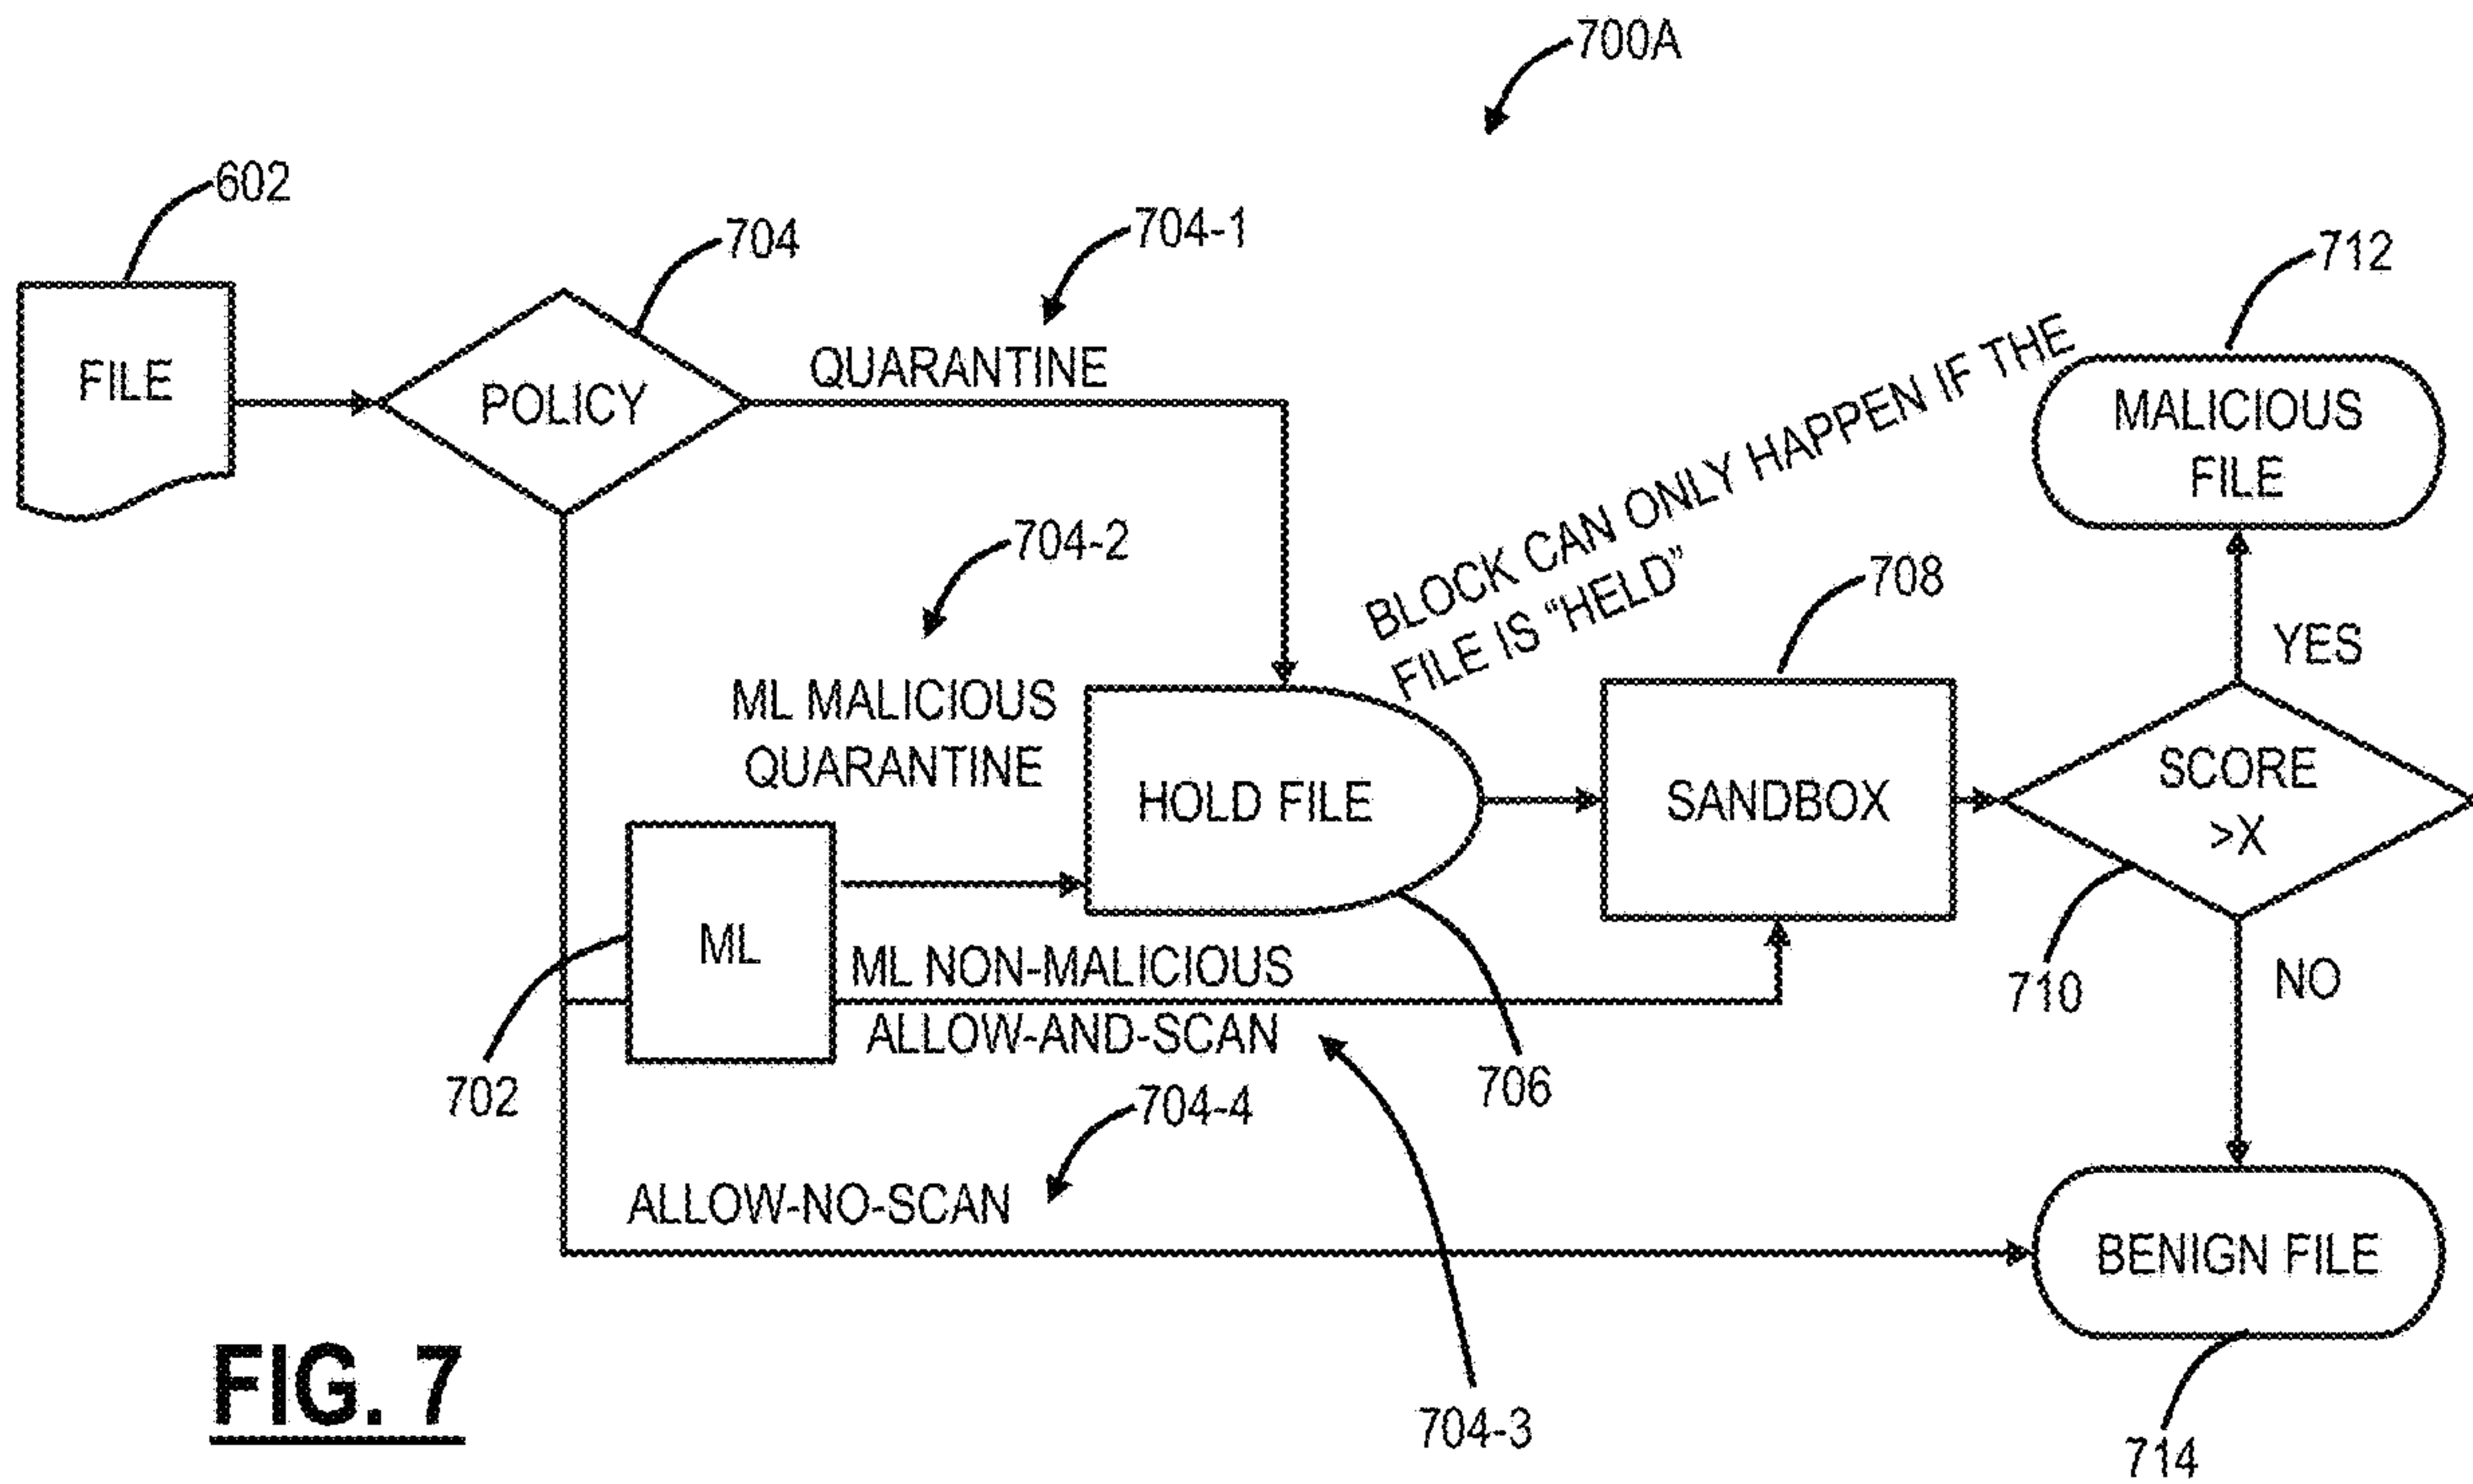 700A
602
704
704-1
712
FILE
POLICY
QUARANTINE
BLOCK CAN ONLY HAPPEN IF THE
FILE IS “HELD”
MALICIOUS
FILE
704-2
708
YES
ML MALICIOUS
QUARANTINE
HOLD FILE
SANDBOX
SCORE
>X
ML
ML NON-MALICIOUS
ALLOW-AND-SCAN
710
NO
702
704-4
706
ALLOW-NO-SCAN
BENIGN FILE
FIG. 7
704-3
714